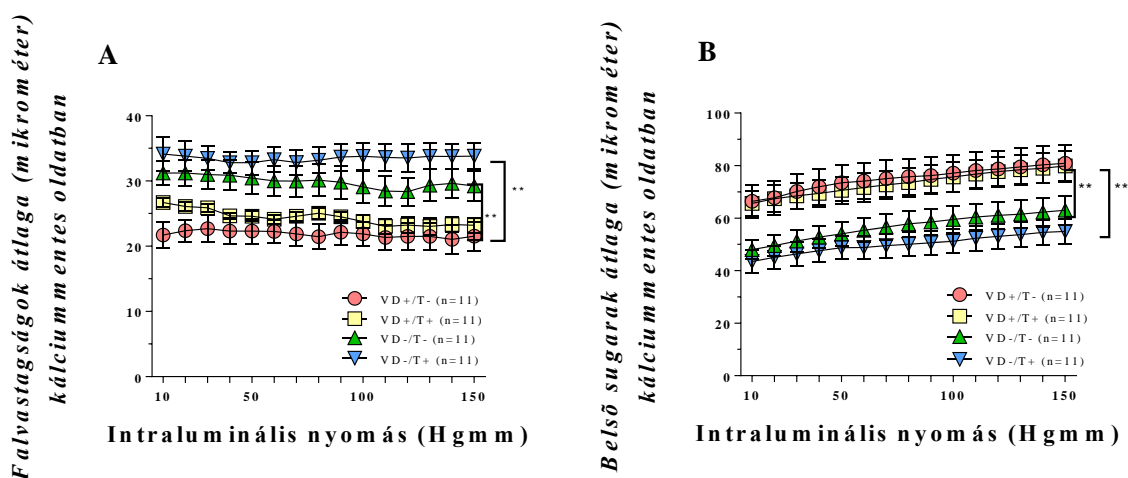 A
Falvastagságok átlaga (mikrométer)
kálciummentes oldatban
40
30
20
10
0
**
**
VD+/T- (n=11)
VD+/T+ (n=11)
VD-/T- (n=11)
VD-/T+ (n=11)
10
50
100
150
Intraluminális nyomás (Hgmm)
B
Belsõ sugarak átlaga (mikrométer)
kálciummentes oldatban
100
80
60
40
20
0
**
**
VD+/T- (n=11)
VD+/T+ (n=11)
VD-/T- (n=11)
VD-/T+ (n=11)
10
50
100
150
Intraluminális nyomás (Hgmm)